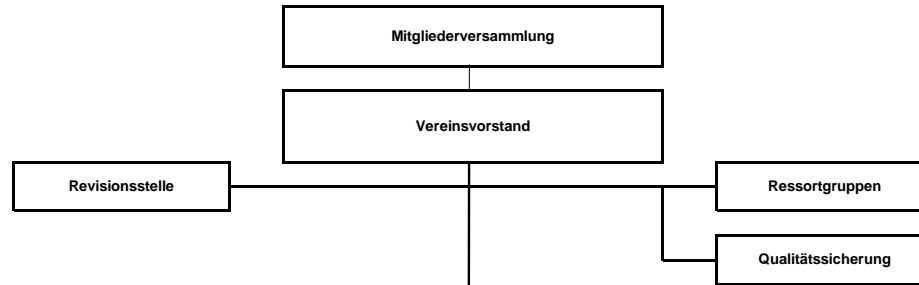 Mitgliederversammlung
Vereinsvorstand
Revisionsstelle
Ressortgruppen
Qualitätssicherung